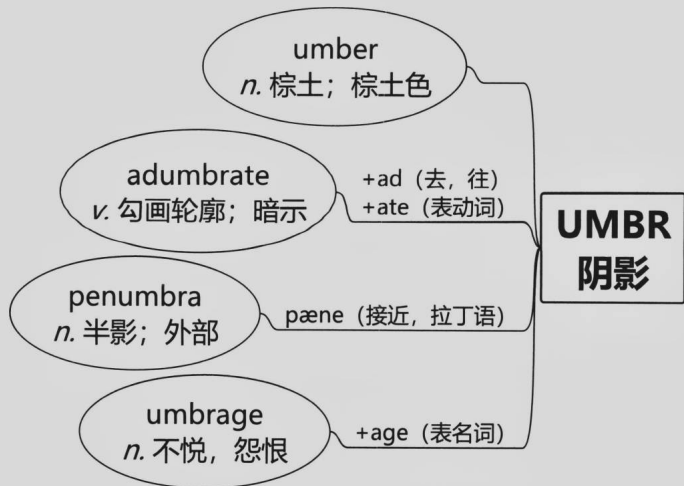 umber
n. 棕土；棕土色
adumbrate
v. 勾画轮廓；暗示
+ad（去，往）
+ate（表动词）
UMBR
阴影
penumbra
n. 半影；外部
pæne（接近，拉丁语）
umbrage
n. 不悦，怨恨
+age（表名词）